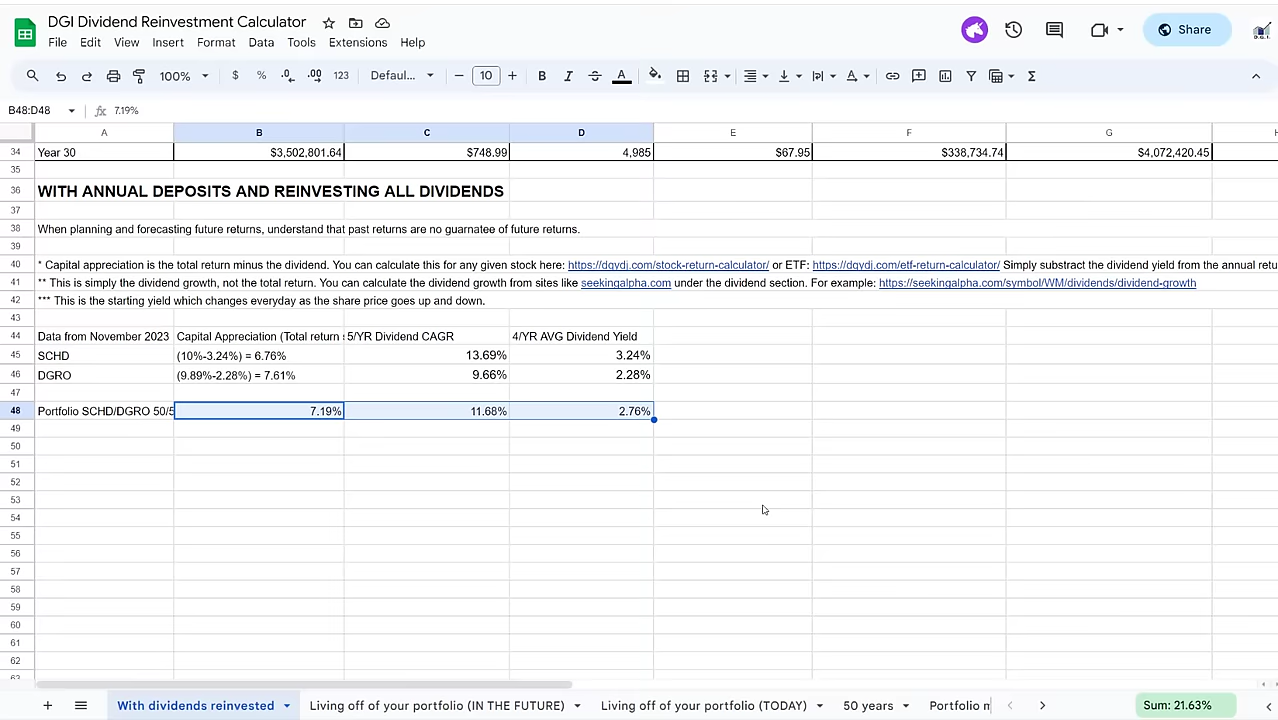 DGI Dividend Reinvestment Calculator
File Edit View Insert Format Data Tools Extensions Help
Share
100% $ % .0 .00 123 Defaul... 10 B I A
B48:D48 fx 7.19%
A B C D E F G H
34 Year 30 $3,502,801.64 $748.99 4,985 $67.95 $338,734.74 $4,072,420.45
35
36 WITH ANNUAL DEPOSITS AND REINVESTING ALL DIVIDENDS
37
38 When planning and forecasting future returns, understand that past returns are no guarnatee of future returns.
39
40 * Capital appreciation is the total return minus the dividend. You can calculate this for any given stock here: https://dqydj.com/stock-return-calculator/ or ETF: https://dqydj.com/etf-return-calculator/ Simply substract the dividend yield from the annual retu
41 ** This is simply the dividend growth, not the total return. You can calculate the dividend growth from sites like seekingalpha.com under the dividend section. For example: https://seekingalpha.com/symbol/WM/dividends/dividend-growth
42 *** This is the starting yield which changes everyday as the share price goes up and down.
43
44 Data from November 2023 Capital Appreciation (Total return 5/YR Dividend CAGR 4/YR AVG Dividend Yield
45 SCHD (10%-3.24%) = 6.76% 13.69% 3.24%
46 DGRO (9.89%-2.28%) = 7.61% 9.66% 2.28%
47
48 Portfolio SCHD/DGRO 50/5 7.19% 11.68% 2.76%
49
50
51
52
53
54
55
56
57
58
59
60
61
62
With dividends reinvested Living off of your portfolio (IN THE FUTURE) Living off of your portfolio (TODAY) 50 years Portfolio m Sum: 21.63%